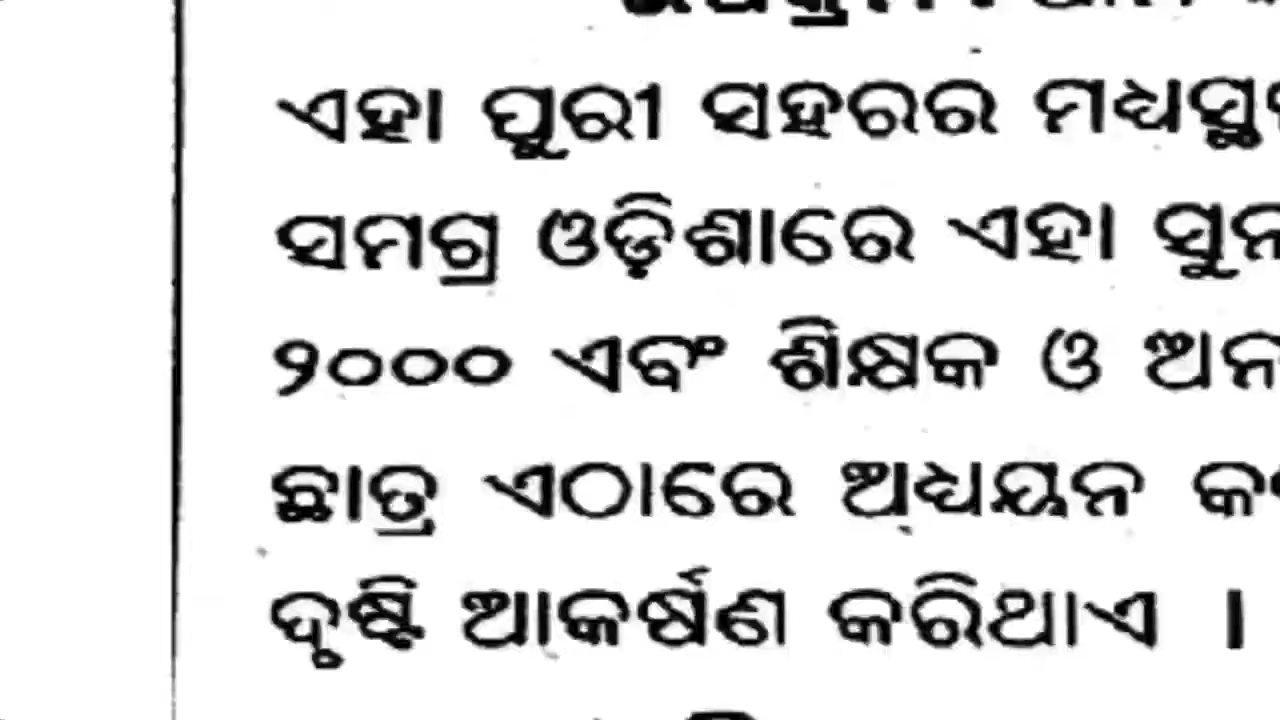 ଏହା ପୁରୀ ସହରର
ସମଗ୍ର ଓଡ଼ିଶାରେ ଏହା
୨୦୦୦ ଏବଂ ଶିକ୍ଷକ ଓ
ଛାତ୍ର ଏଠାରେ ଅଧ୍ୟୟନ
ଦୃଷ୍ଟି ଆକର୍ଷଣ କରିଥାଏ ।